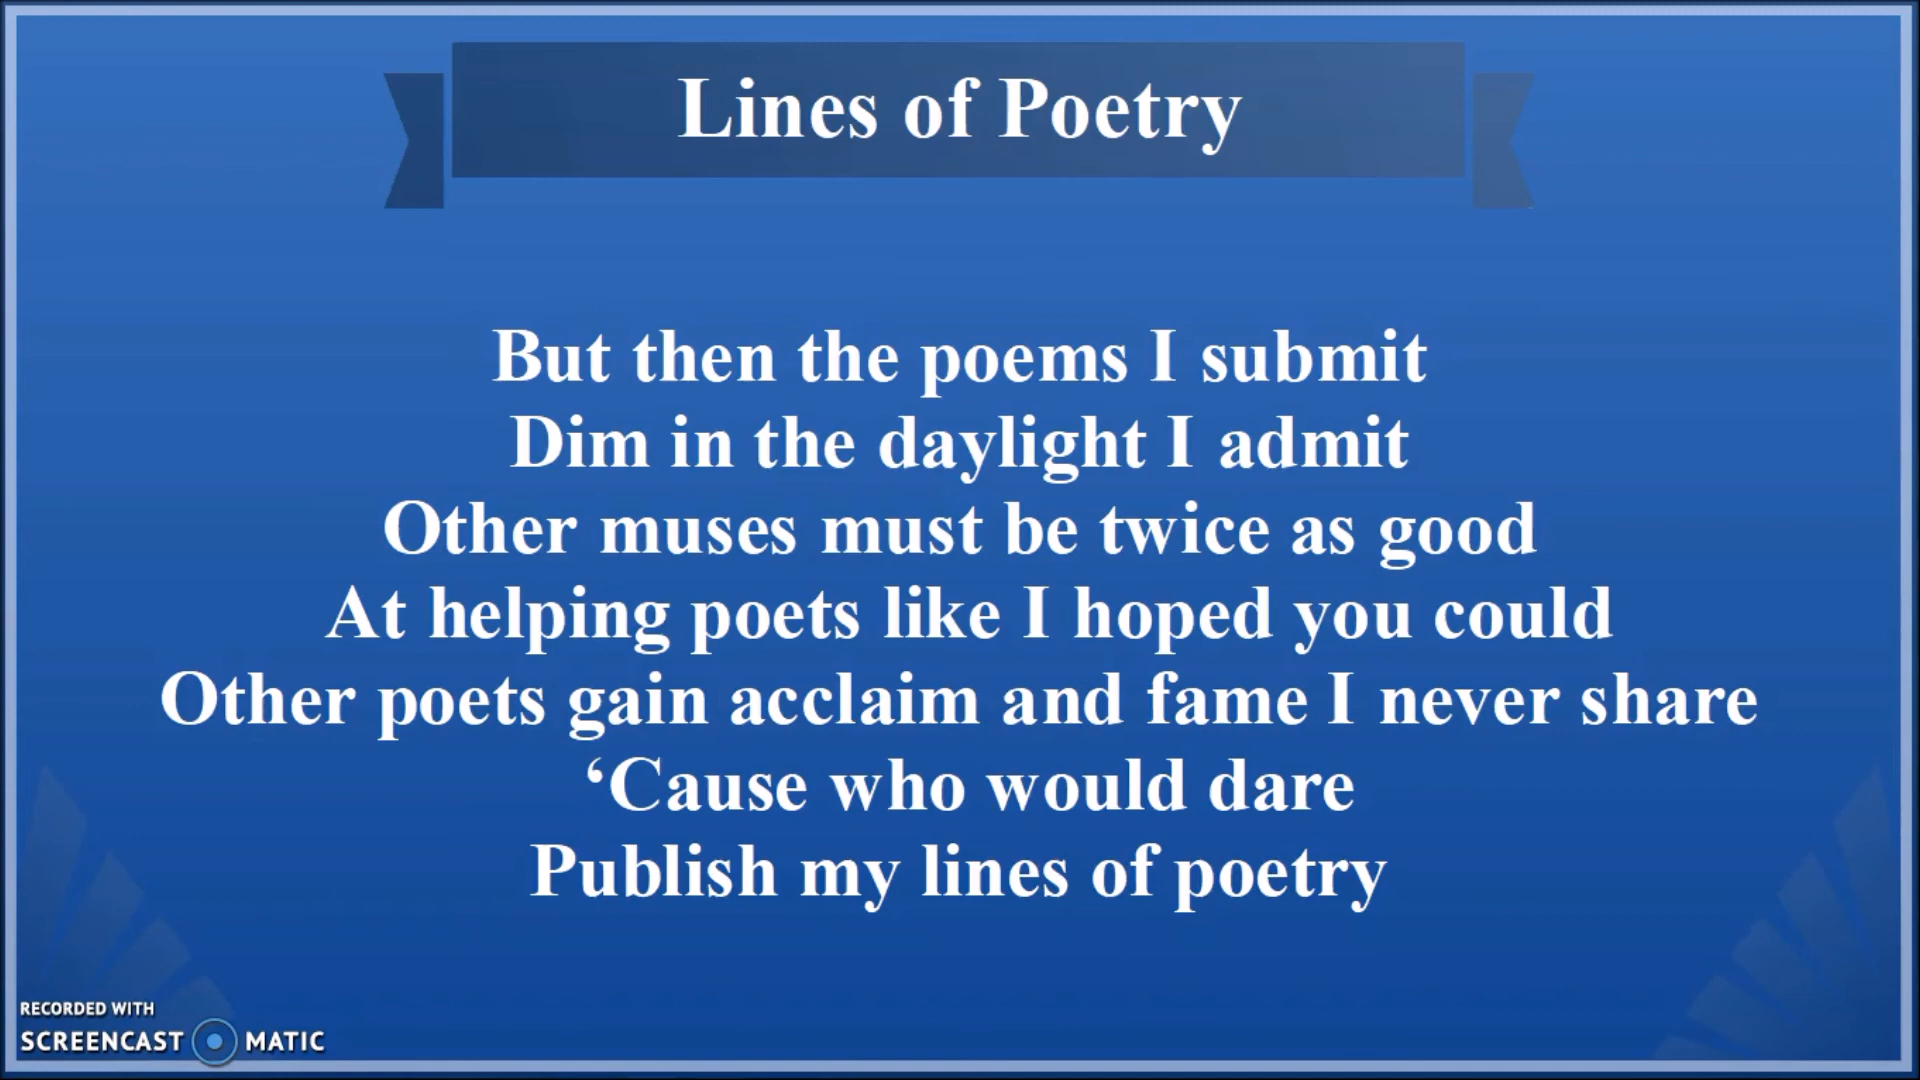 Lines of Poetry
But then the poems I submit
Dim in the daylight I admit
Other muses must be twice as good
At helping poets like I hoped you could
Other poets gain acclaim and fame I never share
‘Cause who would dare
Publish my lines of poetry
RECORDED WITH
SCREENCAST MATIC